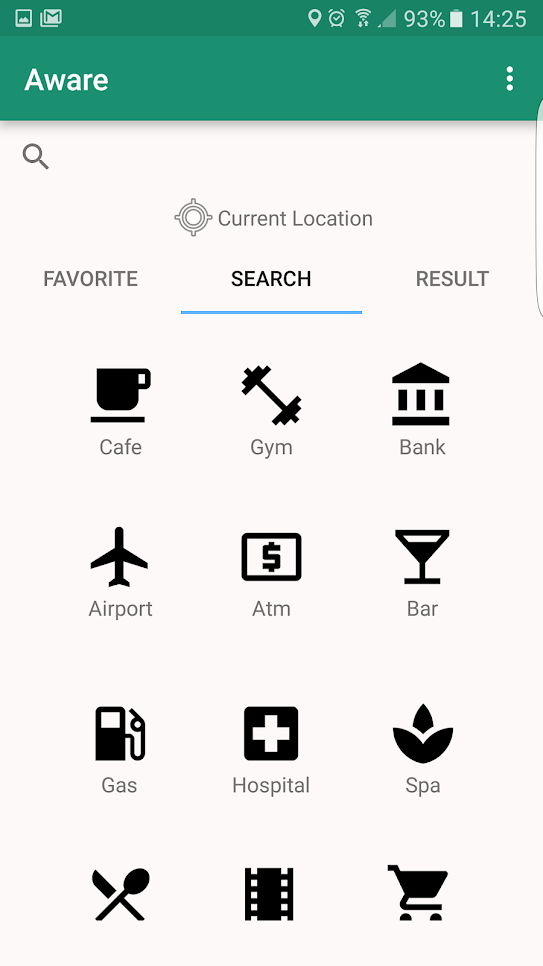 93% 14:25
Aware
Current Location
FAVORITE SEARCH RESULT
Cafe Gym Bank
Airport Atm Bar
Gas Hospital Spa